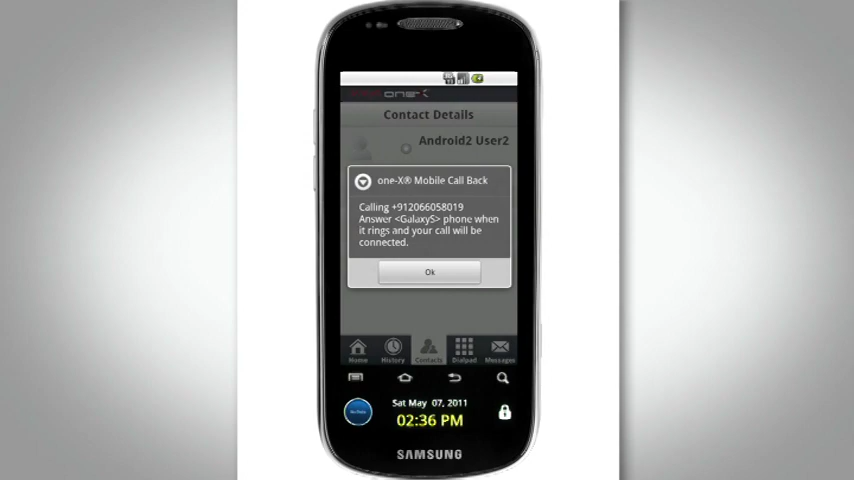 one-X
Contact Details
Android2 User2
one-X® Mobile Call Back
Calling +912066058019
Answer <GalaxyS> phone when
it rings and your call will be
connected.
Ok
Home History Contacts Dialpad Messages
Sat May 07, 2011
02:36 PM
SAMSUNG